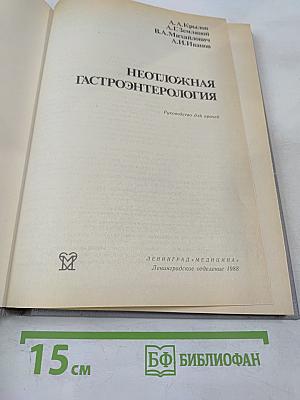 А.А.Крылов
А.Г.Земляной
В.А.Михайлович
А.И.Иванов
НЕОТЛОЖНАЯ
ГАСТРОЭНТЕРОЛОГИЯ
Руководство для врачей
ЛЕНИНГРАД «МЕДИЦИНА»
Ленинградское отделение 1988
15 см
БФ БИБЛИОФАН